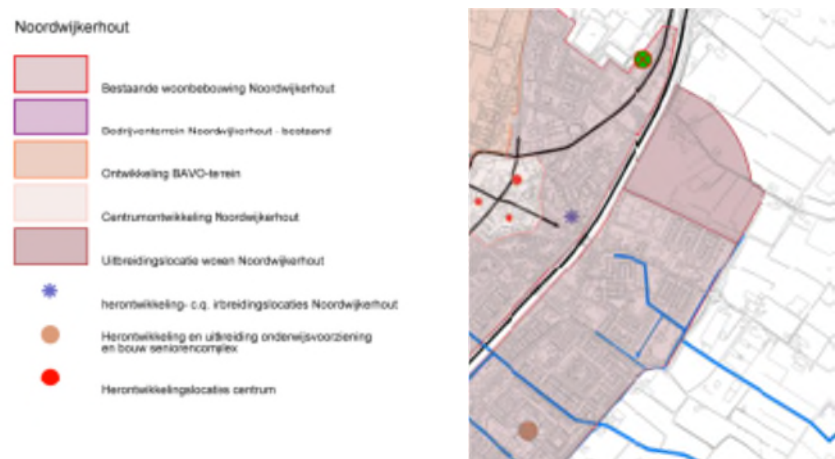 Noordwijkerhout
Bestaande woonbebouwing Noordwijkerhout
Bedrijventerrein Noordwijkerhout - bestaand
Ontwikkeling BAVO-terrein
Centrumontwikkeling Noordwijkerhout
Uitbreidingslocatie wonen Noordwijkerhout
herontwikkeling- c.q. inbreidingslocaties Noordwijkerhout
Herontwikkeling en uitbreiding onderwijsvoorziening
en bouw seniorencomplex
Herontwikkelingslocaties centrum